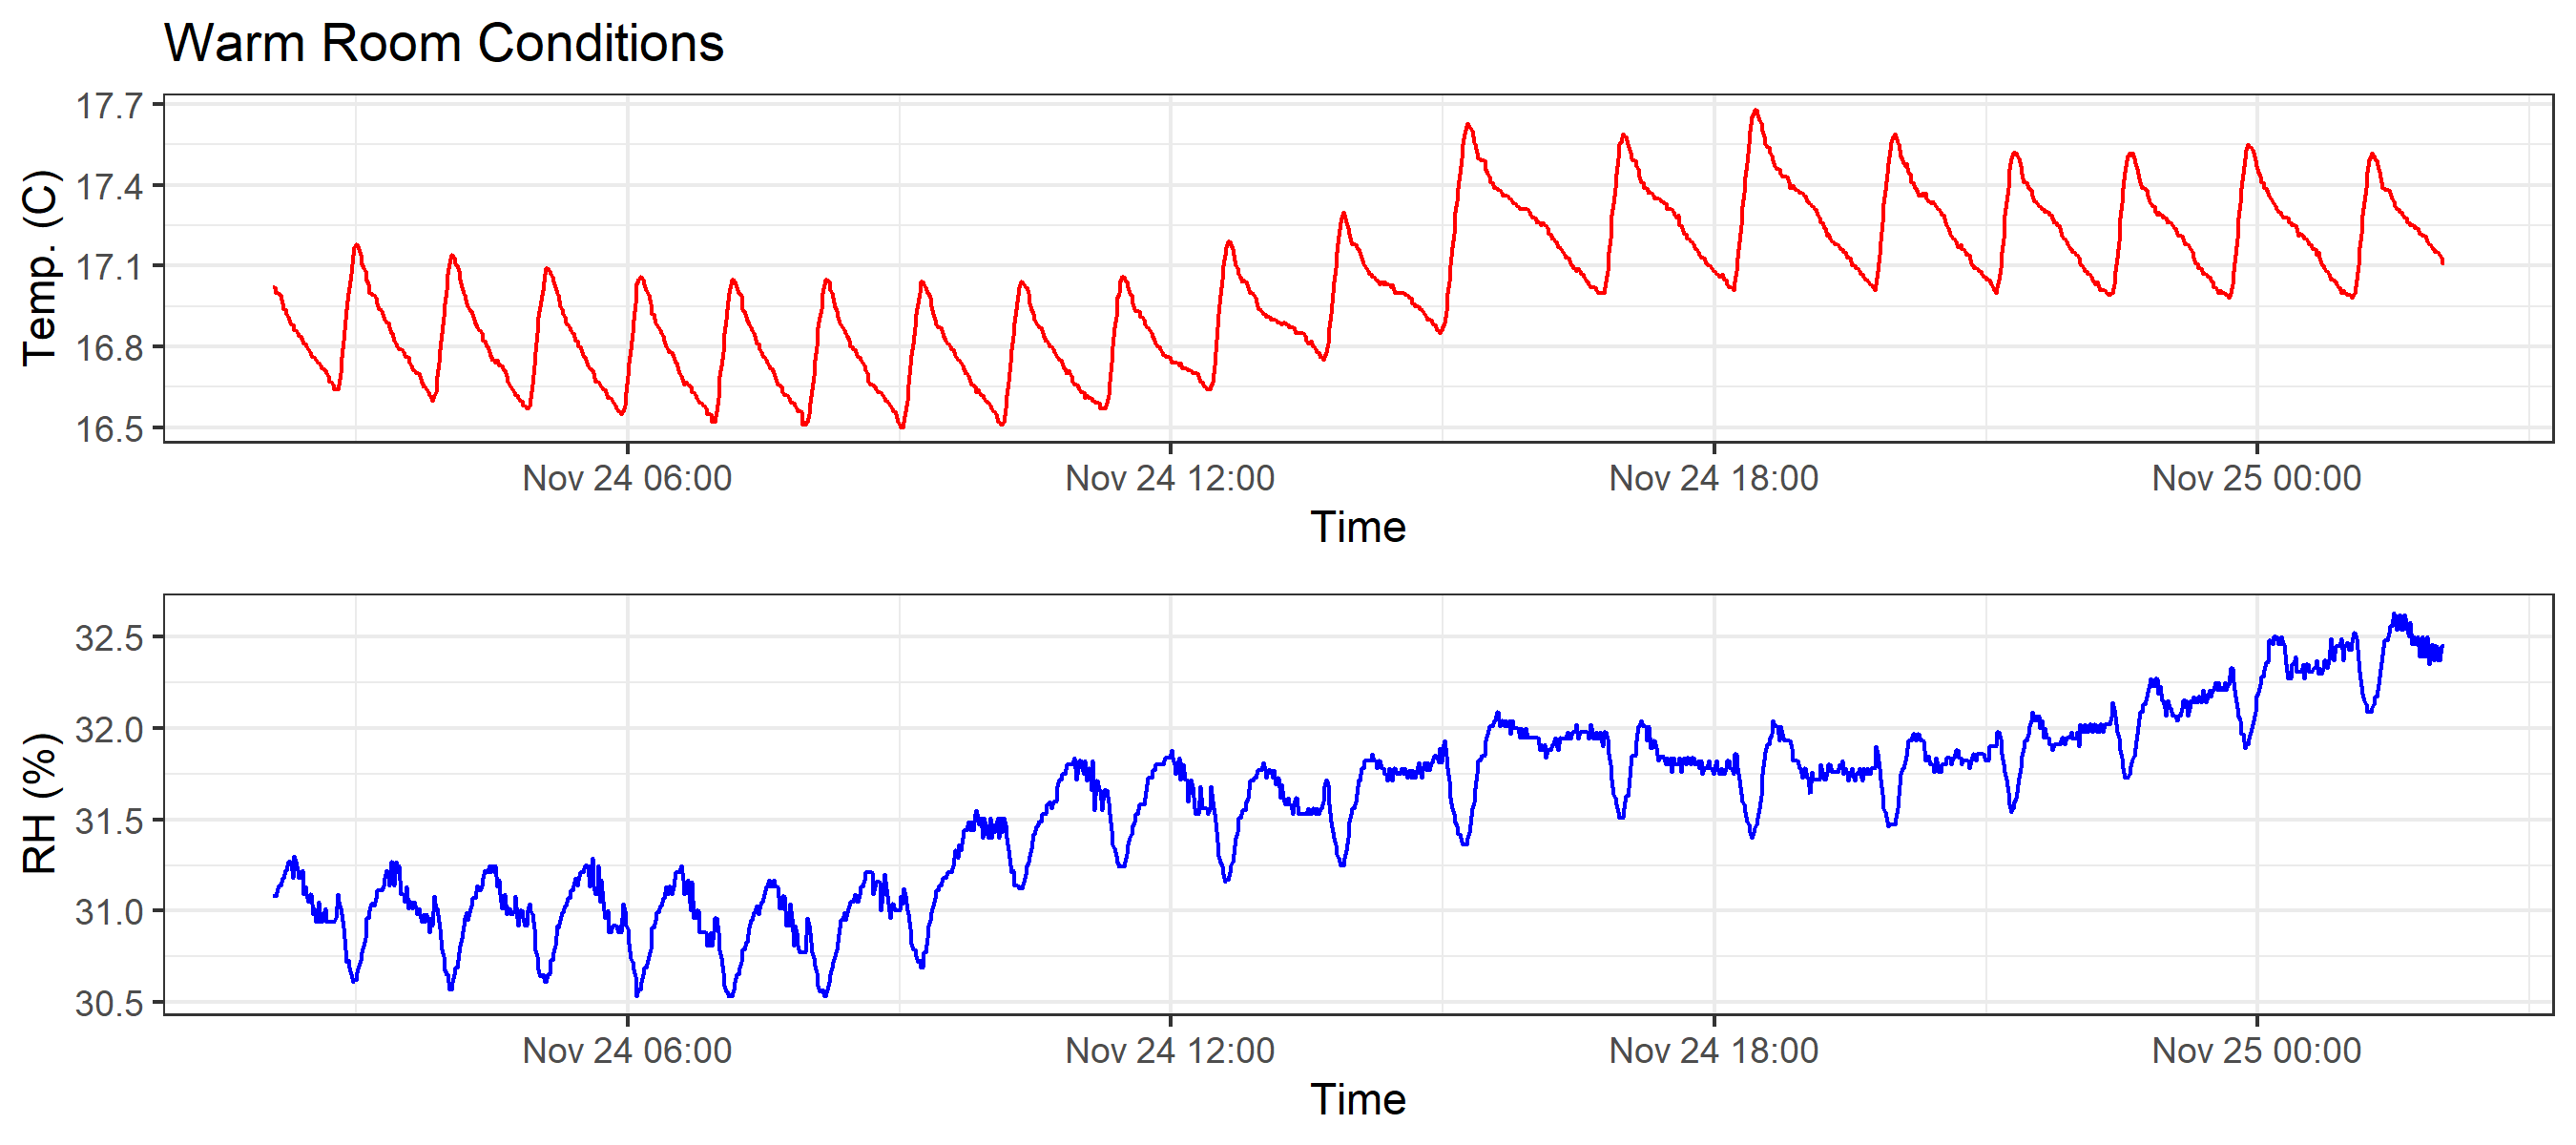 Warm Room Conditions
17.7
17.4
17.1
16.8
16.5
Temp. (C)
Nov 24 06:00 Nov 24 12:00 Nov 24 18:00 Nov 25 00:00
Time
32.5
32.0
31.5
31.0
30.5
RH (%)
Nov 24 06:00 Nov 24 12:00 Nov 24 18:00 Nov 25 00:00
Time